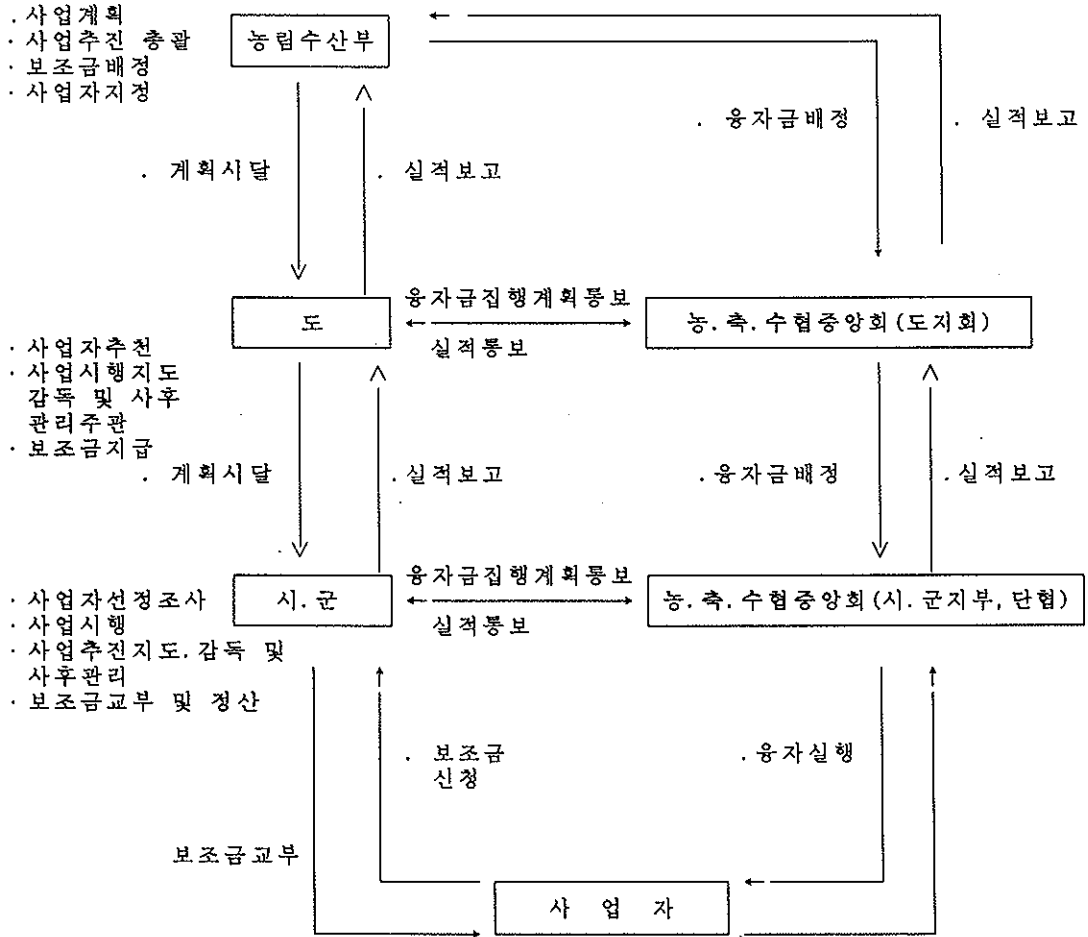 . 사업계획
· 사업추진 총괄
· 보조금배정
· 사업자지정
농림수산부
. 융자금배정
. 실적보고
. 계획시달
. 실적보고
도
융자금집행계획통보
실적통보
농.축.수협중앙회(도지회)
· 사업자추천
· 사업시행지도
감독 및 사후
관리주관
· 보조금지급
. 계획시달
. 실적보고
. 융자금배정
. 실적보고
시.군
융자금집행계획통보
실적통보
농.축.수협중앙회(시.군지부,단협)
· 사업자선정조사
· 사업시행
· 사업추진지도.감독 및
사후관리
· 보조금교부 및 정산
. 보조금
신청
. 융자실행
보조금교부
사 업 자